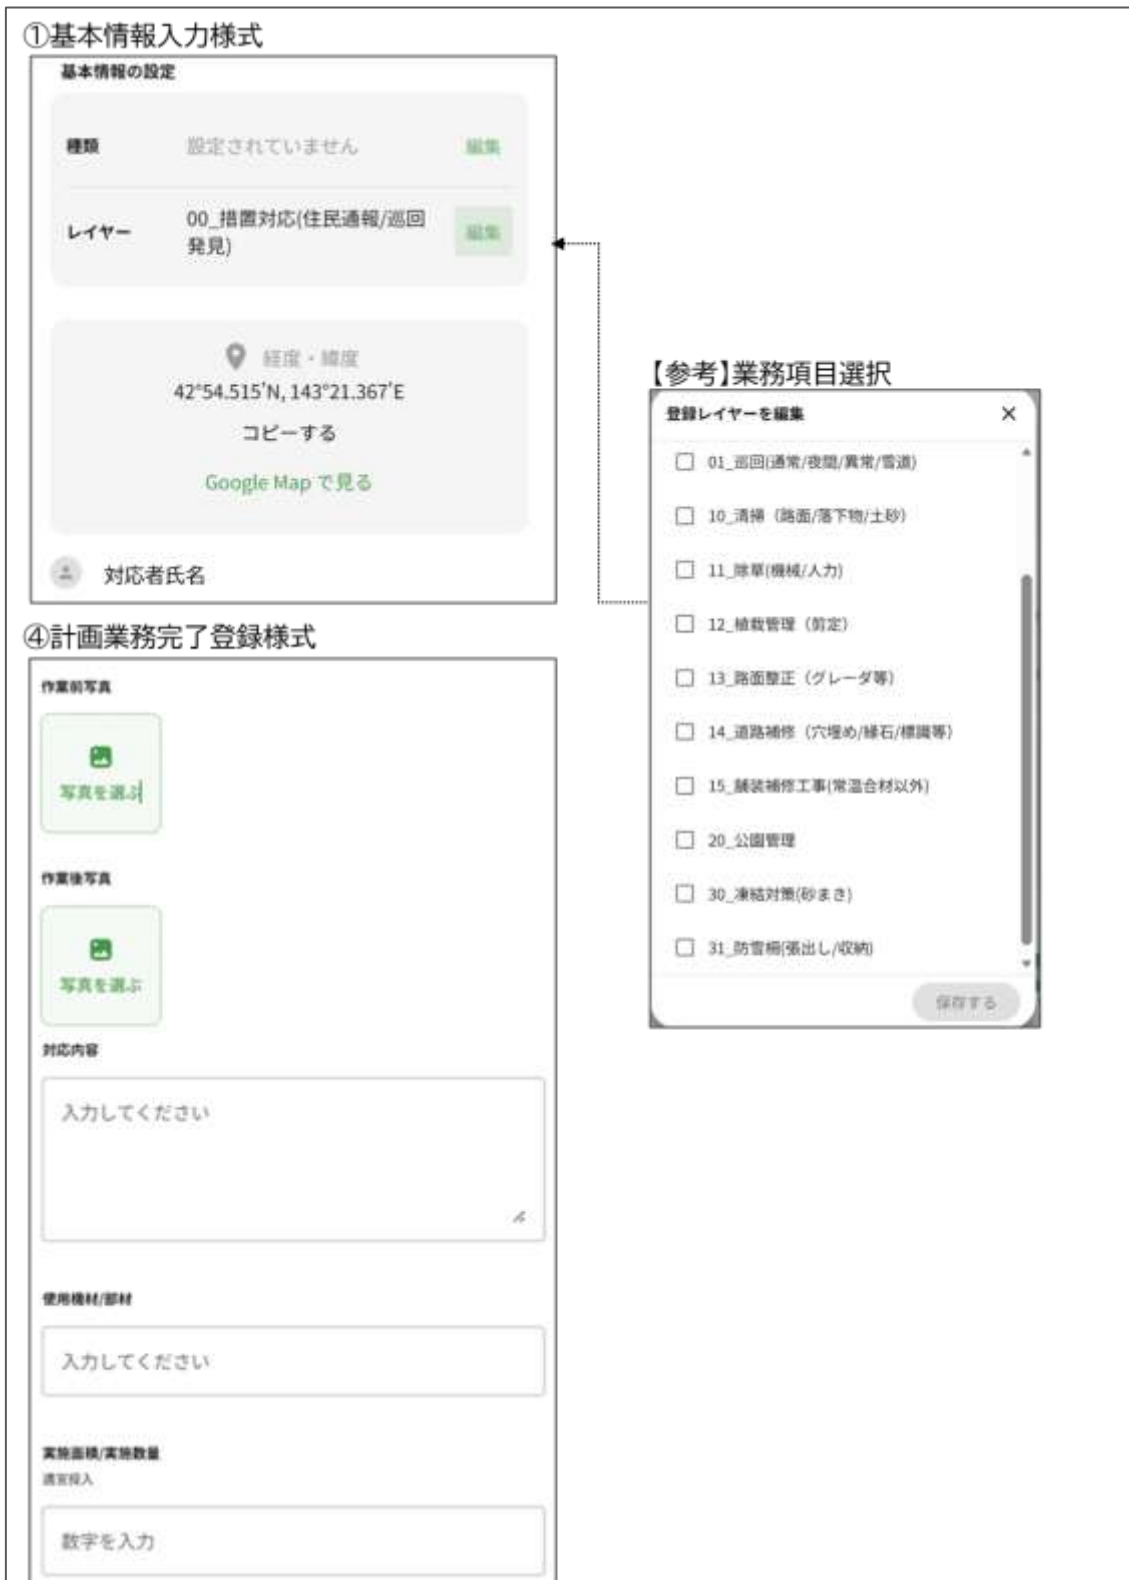 ①基本情報入力様式
基本情報の設定
種類 設定されていません 編集
レイヤー 00_措置対応(住民通報/巡回
発見) 編集
経度・緯度
42°54.515'N, 143°21.367'E
コピーする
Google Map で見る
対応者氏名
④計画業務完了登録様式
作業前写真
写真を選ぶ
作業後写真
写真を選ぶ
対応内容
入力してください
使用機材/部材
入力してください
実施面積/実施数量
適宜投入
数字を入力
【参考】業務項目選択
登録レイヤーを編集 ×
01_巡回(通常/夜間/異常/雪道)
10_清掃（路面/落下物/土砂）
11_除草(機械/人力)
12_植栽管理（剪定）
13_路面整正（グレーダ等）
14_道路補修（穴埋め/縁石/標識等）
15_舗装補修工事(常温合材以外)
20_公園管理
30_凍結対策(砂まき)
31_防雪柵(張出し/収納)
保存する